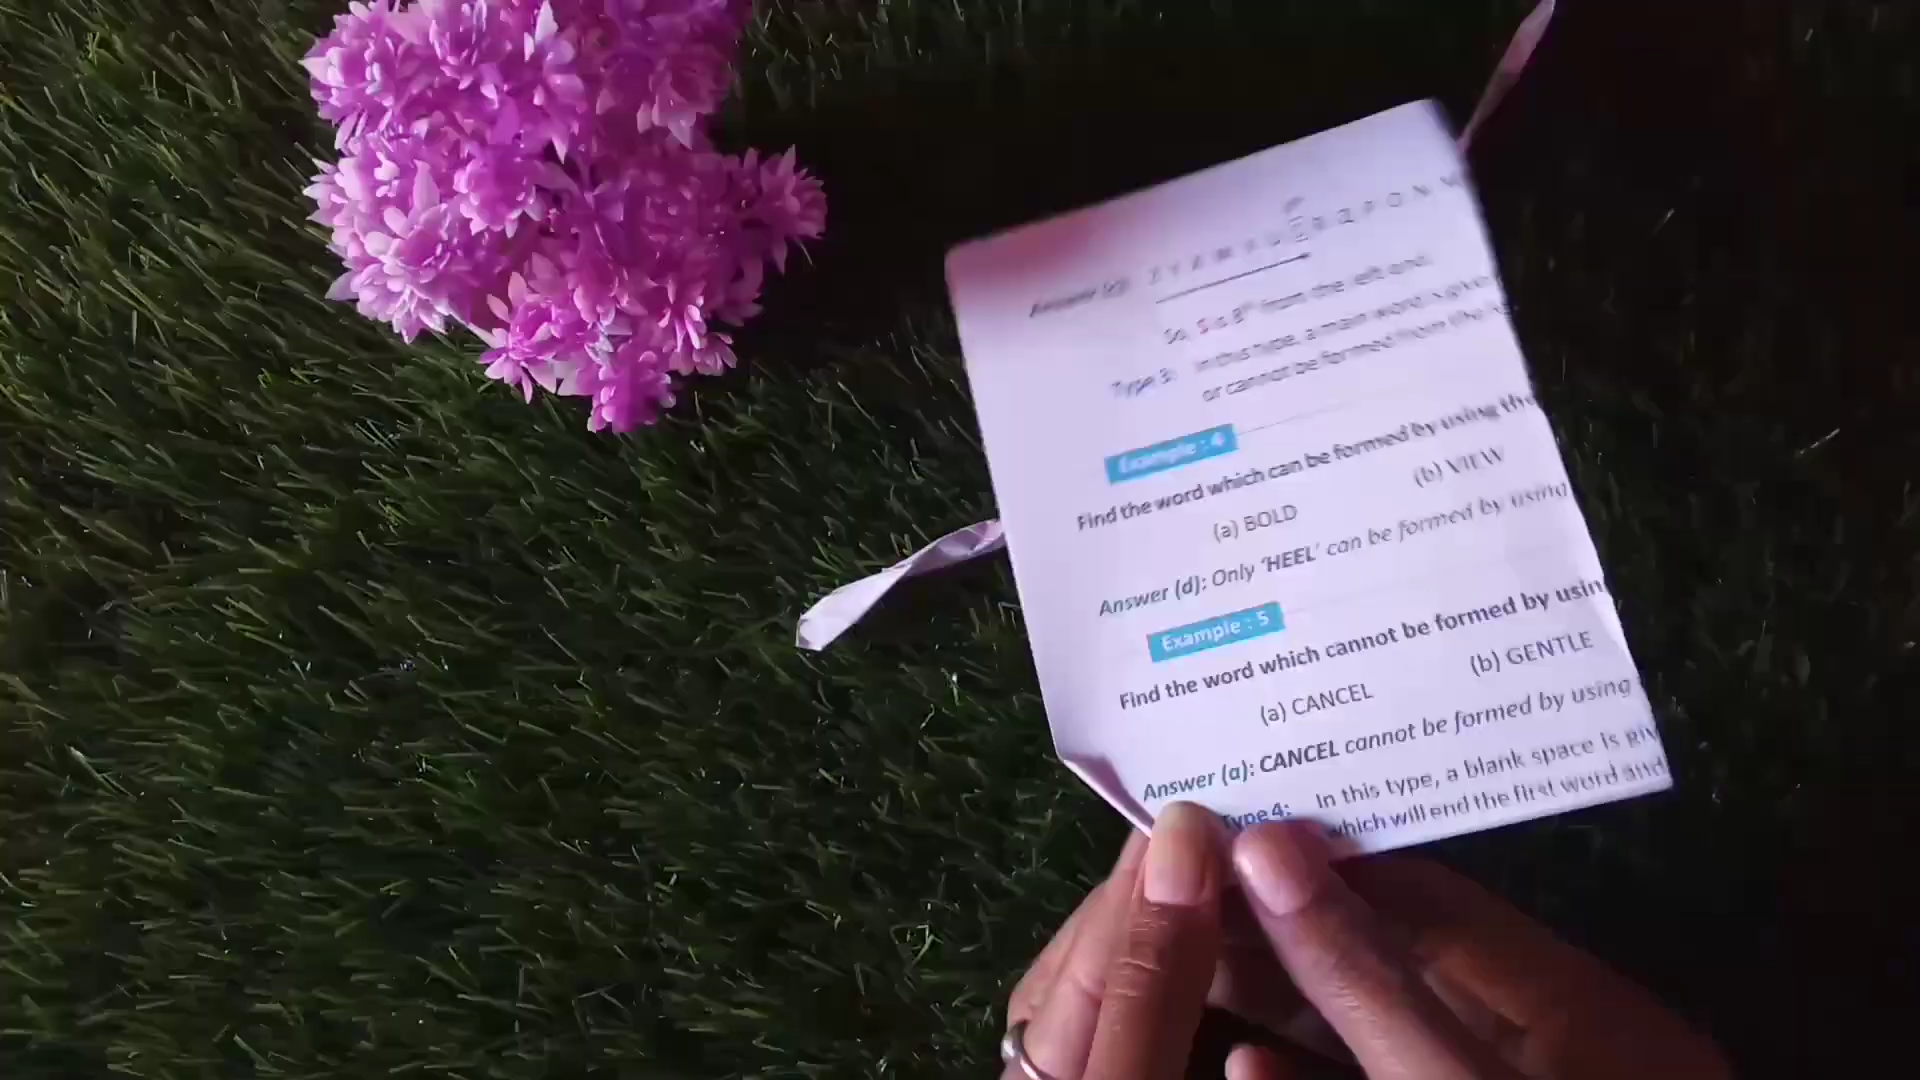 So, S is 8th from the left end.
Type 3: In this type, a main word is
or cannot be formed from the
Example : 4
Find the word which can be formed by using the
(a) BOLD (b) VIEW
Answer (d): Only 'HEEL' can be formed by using
Example : 5
Find the word which cannot be formed by usin
(a) CANCEL (b) GENTLE
Answer (a): CANCEL cannot be formed by using
Type 4: In this type, a blank space is giv
which will end the first word and